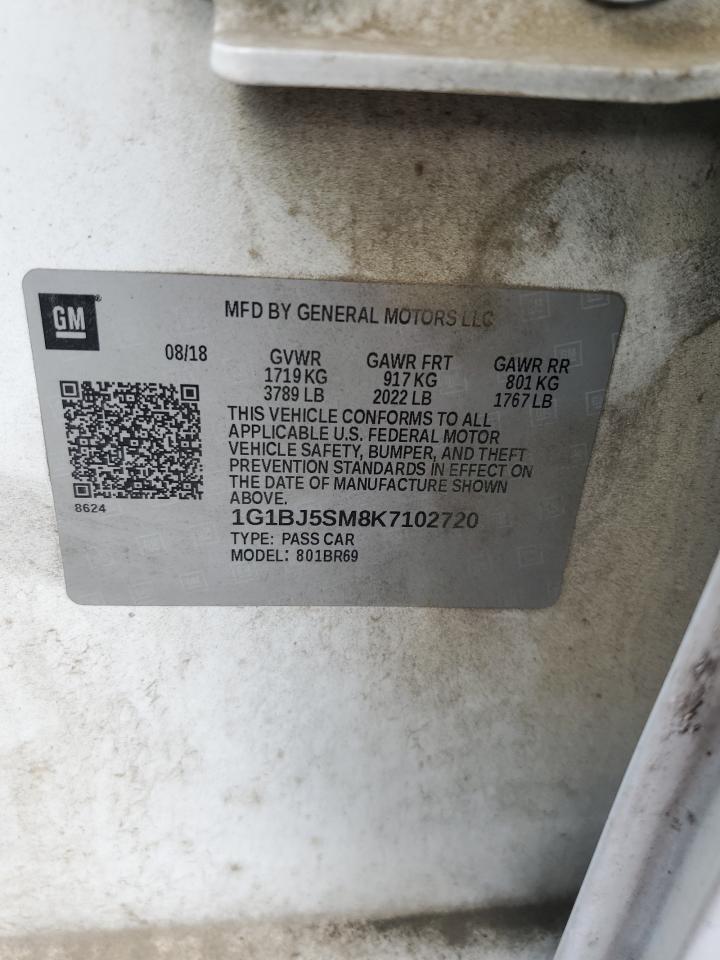 GM®
MFD BY GENERAL MOTORS LLC
08/18
GVWR GAWR FRT GAWR RR
1719 KG 917 KG 801 KG
3789 LB 2022 LB 1767 LB
THIS VEHICLE CONFORMS TO ALL
APPLICABLE U.S. FEDERAL MOTOR
VEHICLE SAFETY, BUMPER, AND THEFT
PREVENTION STANDARDS IN EFFECT ON
THE DATE OF MANUFACTURE SHOWN
ABOVE.
8624
1G1BJ5SM8K7102720
TYPE: PASS CAR
MODEL: 801BR69